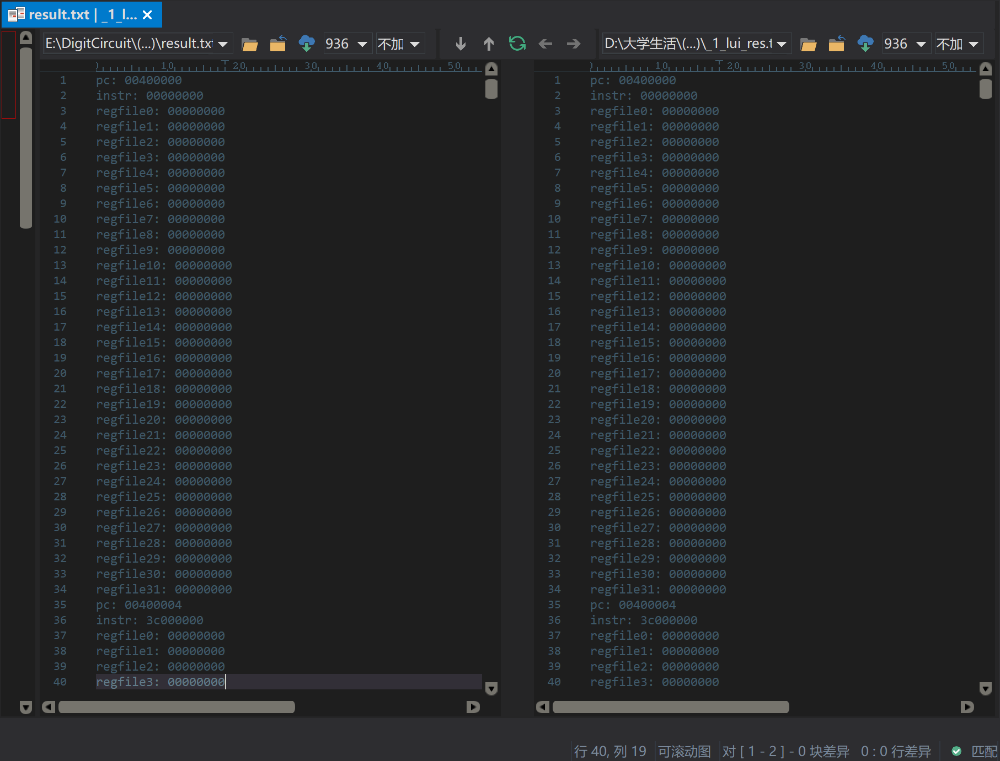 result.txt | _1_l...
E:\DigitCircuit\(...)\result.txt 936 不加
D:\大学生活\(...)\_1_lui_res.t 936 不加
0 10 20 30 40 50
0 10 20 30 40 50
1 pc: 00400000
2 instr: 00000000
3 regfile0: 00000000
4 regfile1: 00000000
5 regfile2: 00000000
6 regfile3: 00000000
7 regfile4: 00000000
8 regfile5: 00000000
9 regfile6: 00000000
10 regfile7: 00000000
11 regfile8: 00000000
12 regfile9: 00000000
13 regfile10: 00000000
14 regfile11: 00000000
15 regfile12: 00000000
16 regfile13: 00000000
17 regfile14: 00000000
18 regfile15: 00000000
19 regfile16: 00000000
20 regfile17: 00000000
21 regfile18: 00000000
22 regfile19: 00000000
23 regfile20: 00000000
24 regfile21: 00000000
25 regfile22: 00000000
26 regfile23: 00000000
27 regfile24: 00000000
28 regfile25: 00000000
29 regfile26: 00000000
30 regfile27: 00000000
31 regfile28: 00000000
32 regfile29: 00000000
33 regfile30: 00000000
34 regfile31: 00000000
35 pc: 00400004
36 instr: 3c000000
37 regfile0: 00000000
38 regfile1: 00000000
39 regfile2: 00000000
40 regfile3: 00000000
1 pc: 00400000
2 instr: 00000000
3 regfile0: 00000000
4 regfile1: 00000000
5 regfile2: 00000000
6 regfile3: 00000000
7 regfile4: 00000000
8 regfile5: 00000000
9 regfile6: 00000000
10 regfile7: 00000000
11 regfile8: 00000000
12 regfile9: 00000000
13 regfile10: 00000000
14 regfile11: 00000000
15 regfile12: 00000000
16 regfile13: 00000000
17 regfile14: 00000000
18 regfile15: 00000000
19 regfile16: 00000000
20 regfile17: 00000000
21 regfile18: 00000000
22 regfile19: 00000000
23 regfile20: 00000000
24 regfile21: 00000000
25 regfile22: 00000000
26 regfile23: 00000000
27 regfile24: 00000000
28 regfile25: 00000000
29 regfile26: 00000000
30 regfile27: 00000000
31 regfile28: 00000000
32 regfile29: 00000000
33 regfile30: 00000000
34 regfile31: 00000000
35 pc: 00400004
36 instr: 3c000000
37 regfile0: 00000000
38 regfile1: 00000000
39 regfile2: 00000000
40 regfile3: 00000000
行 40, 列 19 可滚动图 对 [ 1 - 2 ] - 0 块差异 0 : 0 行差异 匹配